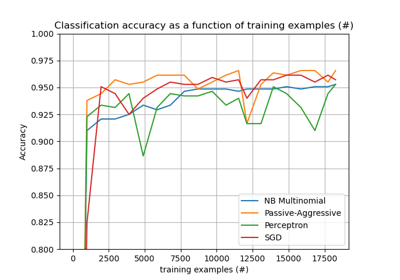 Classification accuracy as a function of training examples (#)
1.000
0.975
0.950
0.925
0.900
0.875
0.850
0.825
0.800
Accuracy
NB Multinomial
Passive-Aggressive
Perceptron
SGD
0 2500 5000 7500 10000 12500 15000 17500
training examples (#)